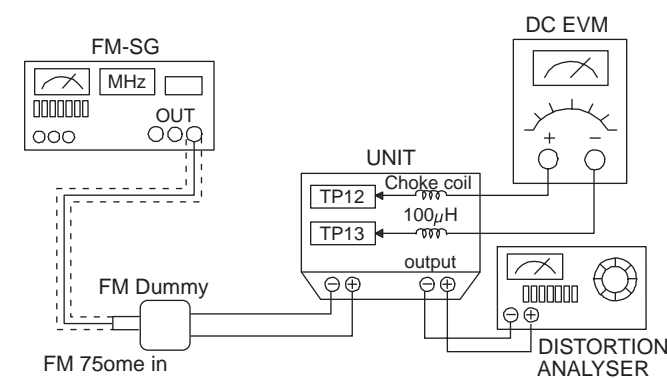 DC EVM
FM-SG
MHz
OUT
+ −
UNIT
Choke coil
TP12
100μH
TP13
output
− + − +
FM Dummy
− +
FM 75ome in
DISTORTION
ANALYSER